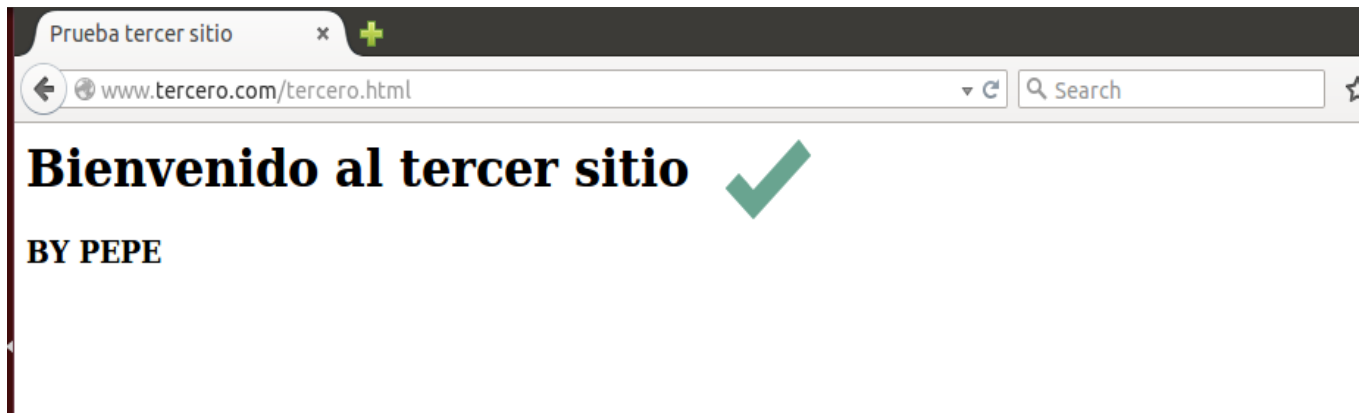 Prueba tercer sitio
www.tercero.com/tercero.html
Search
Bienvenido al tercer sitio
BY PEPE